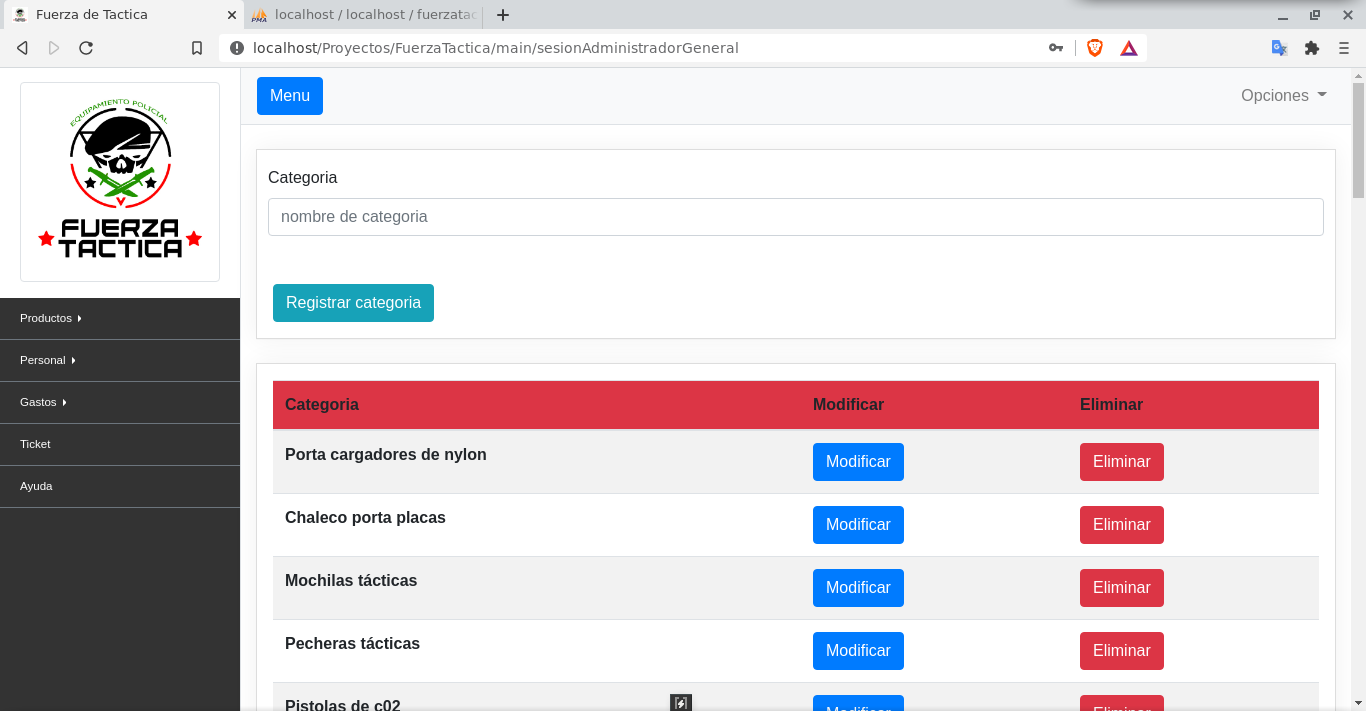 Fuerza de Tactica
localhost / localhost / fuerzatac
localhost/Proyectos/FuerzaTactica/main/sesionAdministradorGeneral
EQUIPAMIENTO POLICIAL
FUERZA
TACTICA
Menu
Opciones
Productos
Personal
Gastos
Ticket
Ayuda
Categoria
nombre de categoria
Registrar categoria
Categoria Modificar Eliminar
Porta cargadores de nylon Modificar Eliminar
Chaleco porta placas Modificar Eliminar
Mochilas tácticas Modificar Eliminar
Pecheras tácticas Modificar Eliminar
Pistolas de c02 Modificar Eliminar